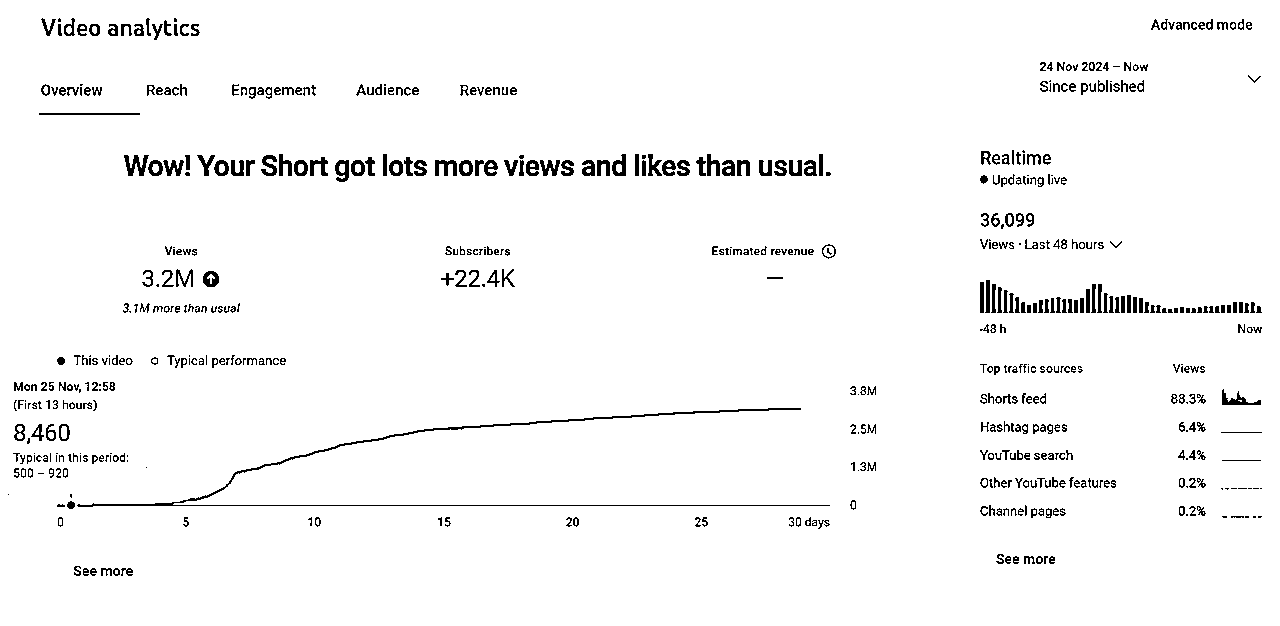 Video analytics
Advanced mode
24 Nov 2024 – Now
Since published
Overview Reach Engagement Audience Revenue
Wow! Your Short got lots more views and likes than usual.
Views
3.2M
3.1M more than usual
Subscribers
+22.4K
Estimated revenue
—
This video Typical performance
Mon 25 Nov, 12:58
(First 13 hours)
8,460
Typical in this period:
500 – 920
3.8M
2.5M
1.3M
0
0 5 10 15 20 25 30 days
See more
Realtime
Updating live
36,099
Views · Last 48 hours
-48 h Now
Top traffic sources Views
Shorts feed 88.3%
Hashtag pages 6.4%
YouTube search 4.4%
Other YouTube features 0.2%
Channel pages 0.2%
See more